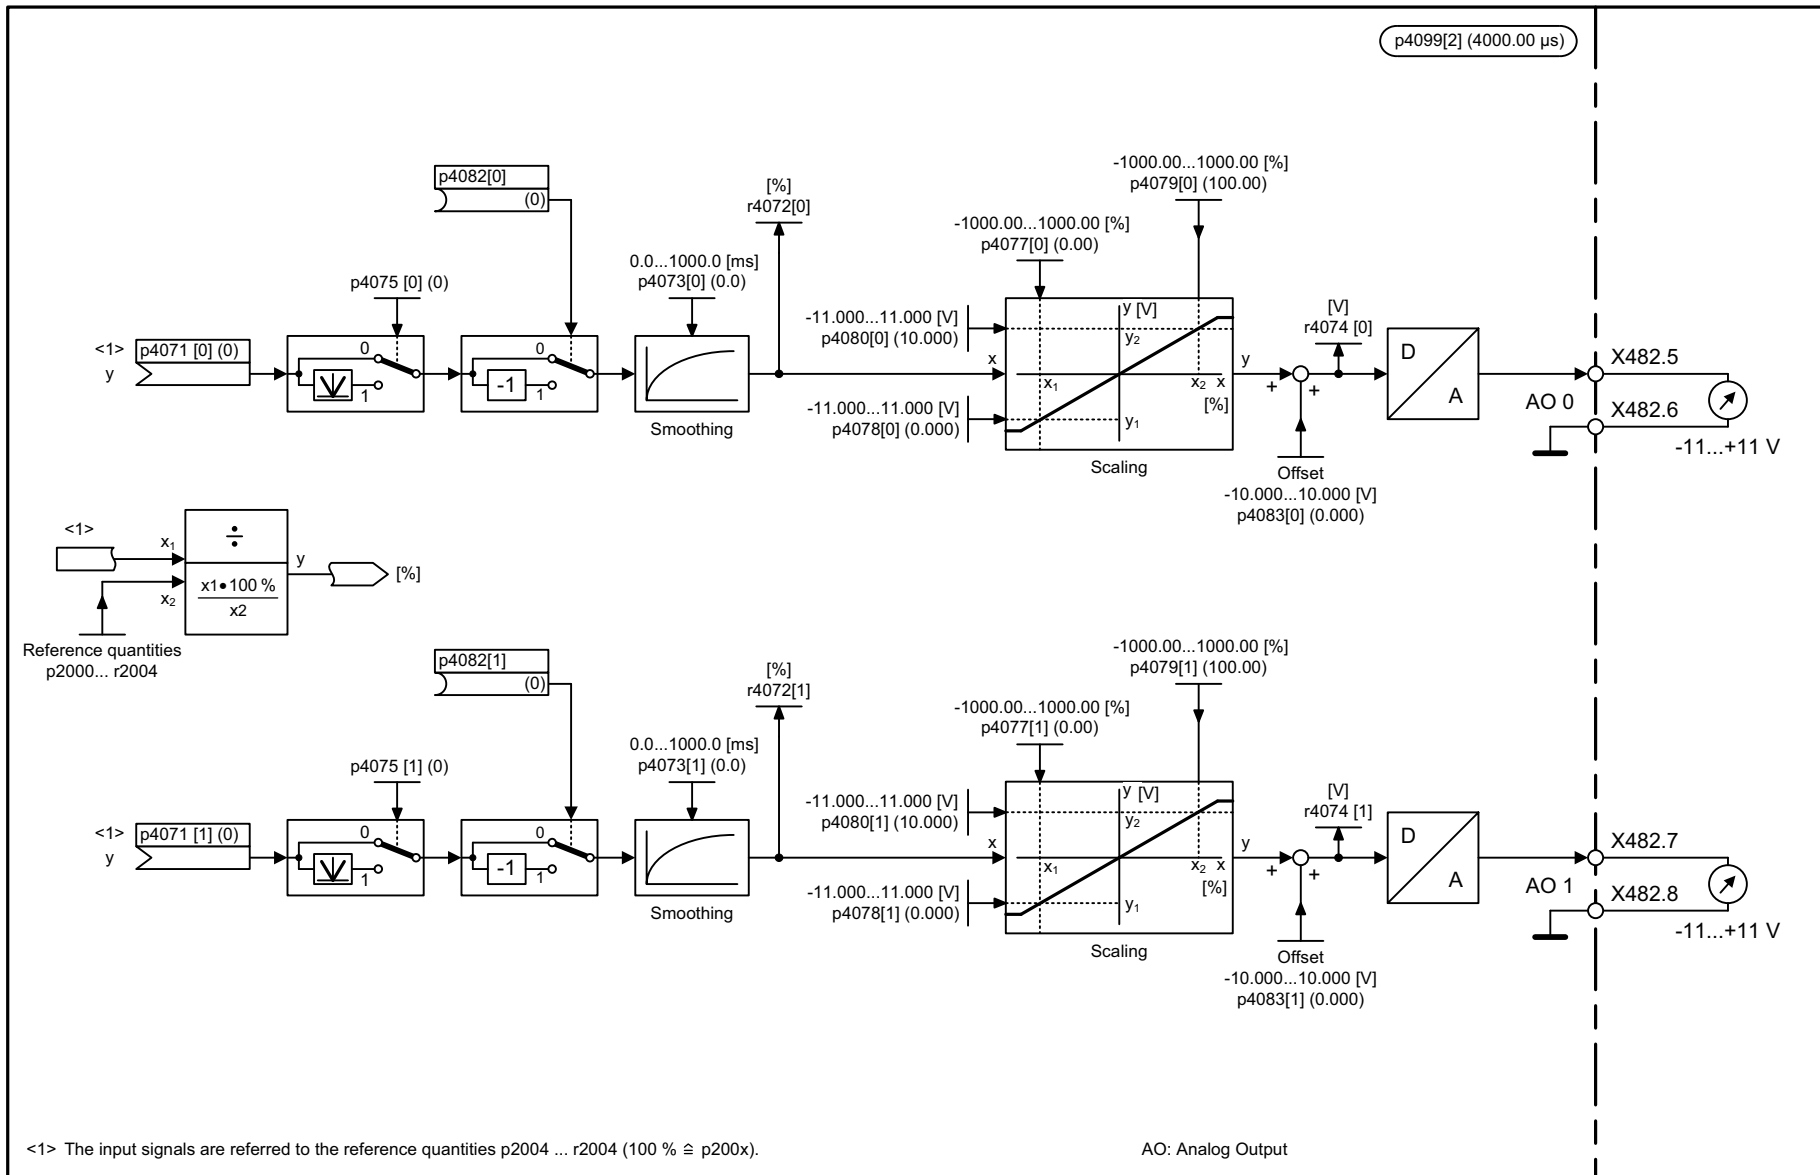 p4099[2] (4000.00 µs)
-1000.00...1000.00 [%]
p4079[0] (100.00)
p4082[0]
(0)
[%]
r4072[0]
-1000.00...1000.00 [%]
p4077[0] (0.00)
0.0...1000.0 [ms]
p4073[0] (0.0)
p4075 [0] (0)
-11.000...11.000 [V]
p4080[0] (10.000)
y [V]
y2
[V]
r4074 [0]
<1>
y
p4071 [0] (0)
0
1
0
-1
1
Smoothing
x
x1
x2
x
[%]
y
+
+
D
A
X482.5
AO 0
X482.6
-11...+11 V
-11.000...11.000 [V]
p4078[0] (0.000)
y1
Scaling
Offset
-10.000...10.000 [V]
p4083[0] (0.000)
<1>
x1
÷
y
[%]
x2
x1•100 %
x2
Reference quantities
p2000... r2004
-1000.00...1000.00 [%]
p4079[1] (100.00)
p4082[1]
(0)
[%]
r4072[1]
-1000.00...1000.00 [%]
p4077[1] (0.00)
0.0...1000.0 [ms]
p4073[1] (0.0)
p4075 [1] (0)
-11.000...11.000 [V]
p4080[1] (10.000)
y [V]
y2
[V]
r4074 [1]
<1>
y
p4071 [1] (0)
0
1
0
-1
1
Smoothing
x
x1
x2
x
[%]
y
+
+
D
A
X482.7
AO 1
X482.8
-11...+11 V
-11.000...11.000 [V]
p4078[1] (0.000)
y1
Scaling
Offset
-10.000...10.000 [V]
p4083[1] (0.000)
<1> The input signals are referred to the reference quantities p2004 ... r2004 (100 % ≙ p200x).
AO: Analog Output